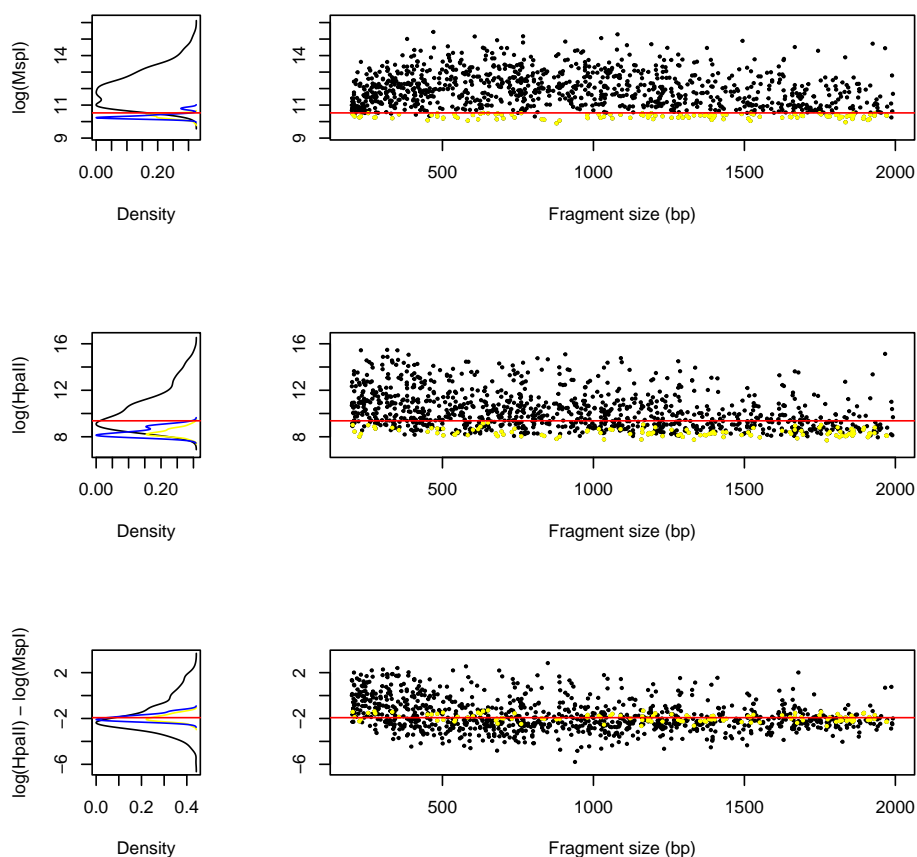 log(MspI)
9 11 14
0.00 0.20
Density
9 11 14
500 1000 1500 2000
Fragment size (bp)
log(HpaII)
8 12 16
0.00 0.20
Density
8 12 16
500 1000 1500 2000
Fragment size (bp)
log(HpaII) − log(MspI)
−6 −2 2
0.0 0.2 0.4
Density
−6 −2 2
500 1000 1500 2000
Fragment size (bp)